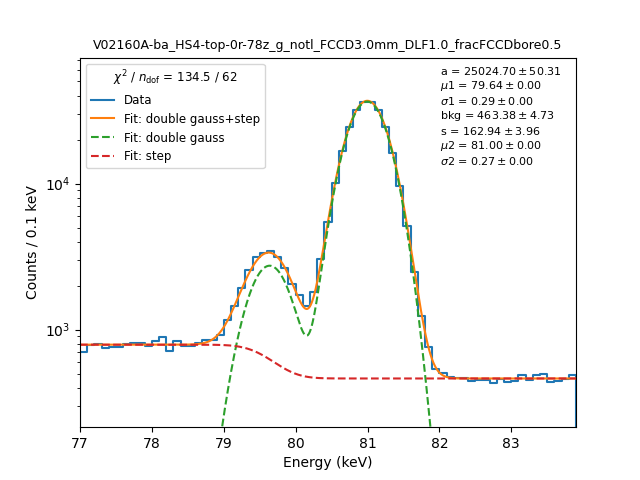 V02160A-ba_HS4-top-0r-78z_g_notl_FCCD3.0mm_DLF1.0_fracFCCDbore0.5
χ² / n_dof = 134.5 / 62
Data
Fit: double gauss+step
Fit: double gauss
Fit: step
a = 25024.70 ± 50.31
μ1 = 79.64 ± 0.00
σ1 = 0.29 ± 0.00
bkg = 463.38 ± 4.73
s = 162.94 ± 3.96
μ2 = 81.00 ± 0.00
σ2 = 0.27 ± 0.00
Counts / 0.1 keV
10⁴
10³
77 78 79 80 81 82 83
Energy (keV)